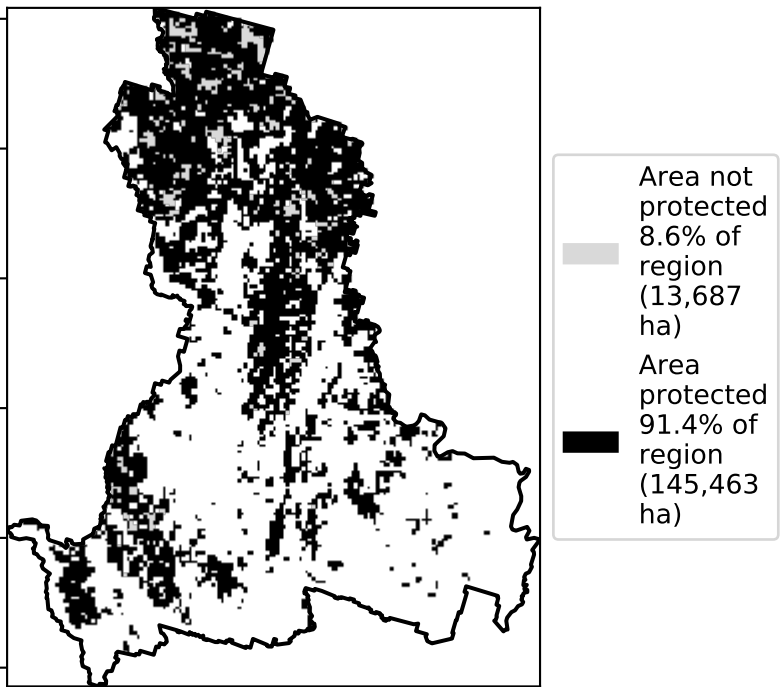 Area not
protected
8.6% of
region
(13,687
ha)
Area
protected
91.4% of
region
(145,463
ha)